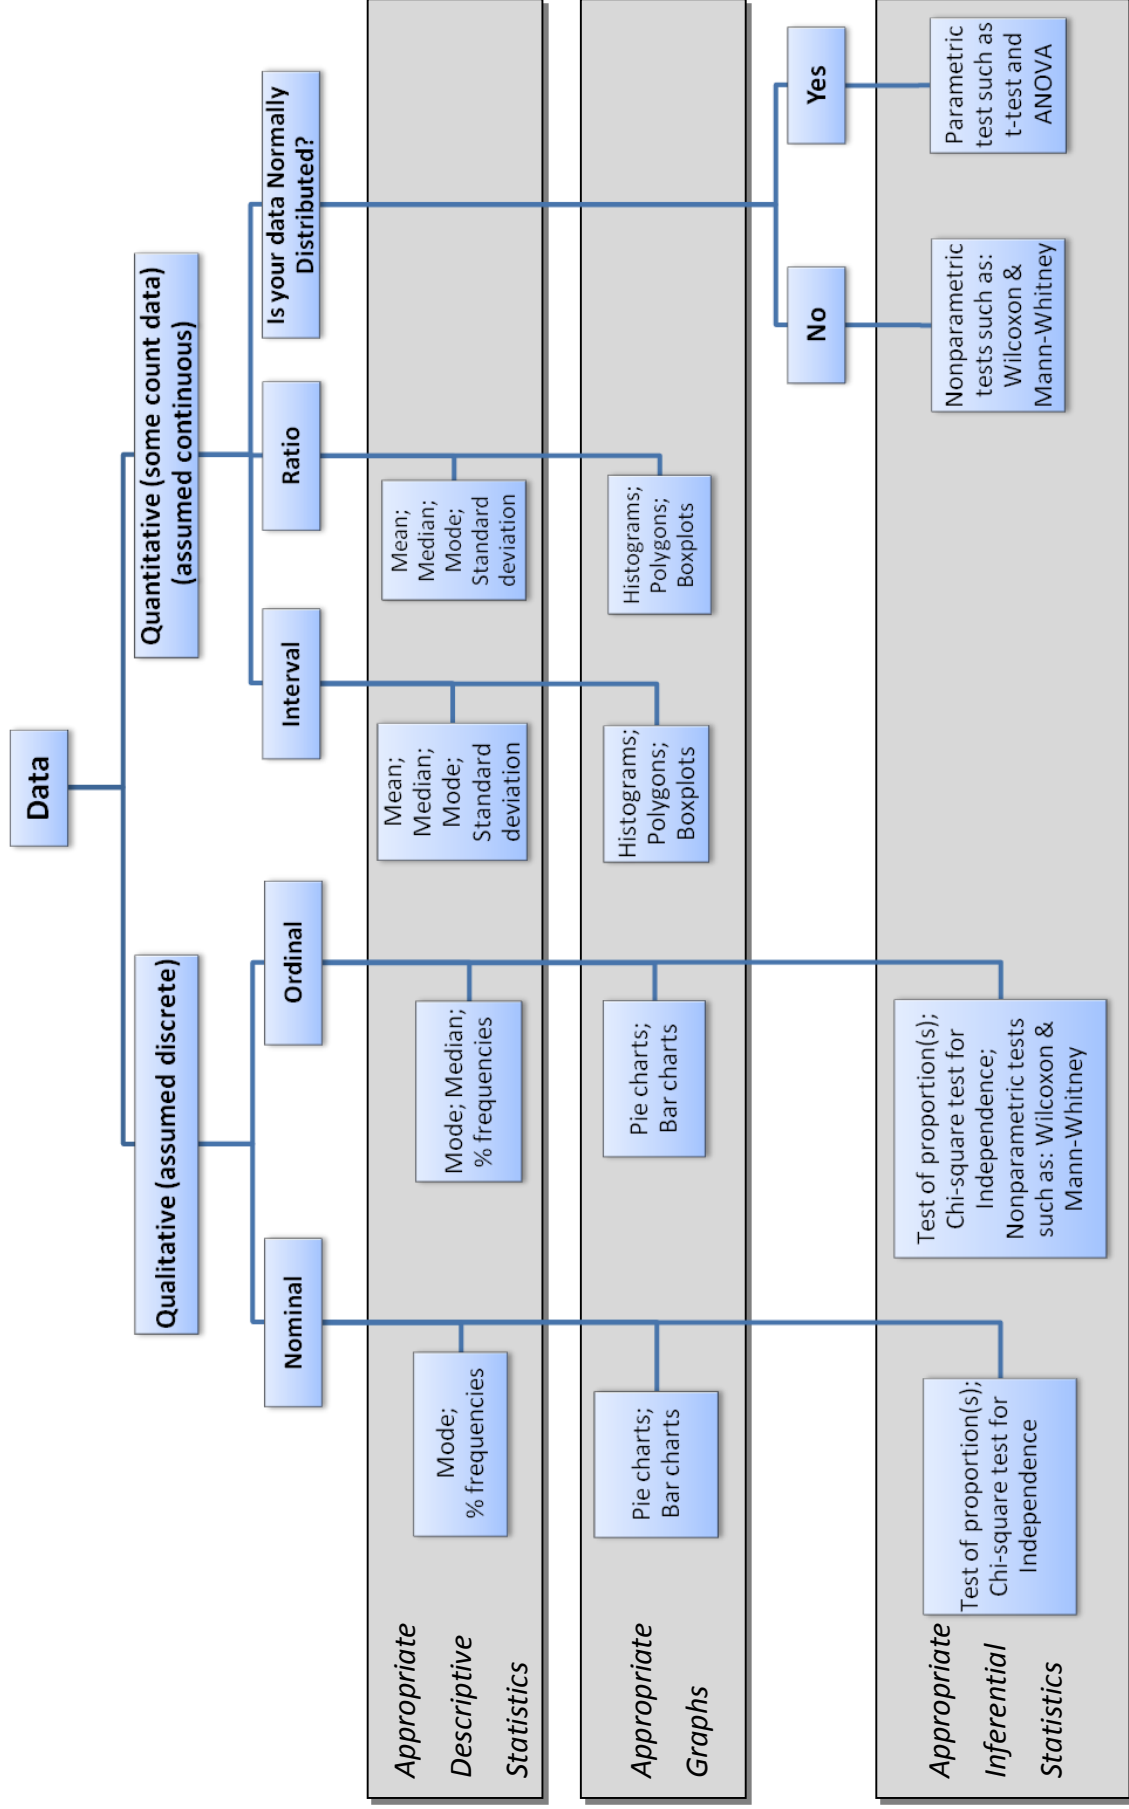 Data
Qualitative (assumed discrete)
Quantitative (some count data)
(assumed continuous)
Nominal
Ordinal
Interval
Ratio
Is your data Normally
Distributed?
Appropriate
Descriptive
Statistics
Mode;
% frequencies
Mode; Median;
% frequencies
Mean;
Median;
Mode;
Standard
deviation
Mean;
Median;
Mode;
Standard
deviation
Appropriate
Graphs
Pie charts;
Bar charts
Pie charts;
Bar charts
Histograms;
Polygons;
Boxplots
Histograms;
Polygons;
Boxplots
No
Yes
Appropriate
Inferential
Statistics
Test of proportion(s);
Chi-square test for
Independence
Test of proportion(s);
Chi-square test for
Independence;
Nonparametric tests
such as: Wilcoxon &
Mann-Whitney
Nonparametric
tests such as:
Wilcoxon &
Mann-Whitney
Parametric
test such as
t-test and
ANOVA